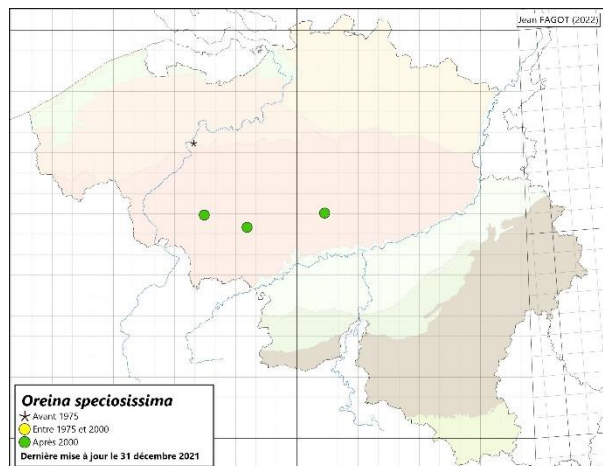 Jean FAGOT (2022)
Oreina speciosissima
Avant 1975
Entre 1975 et 2000
Après 2000
Dernière mise à jour le 31 décembre 2021